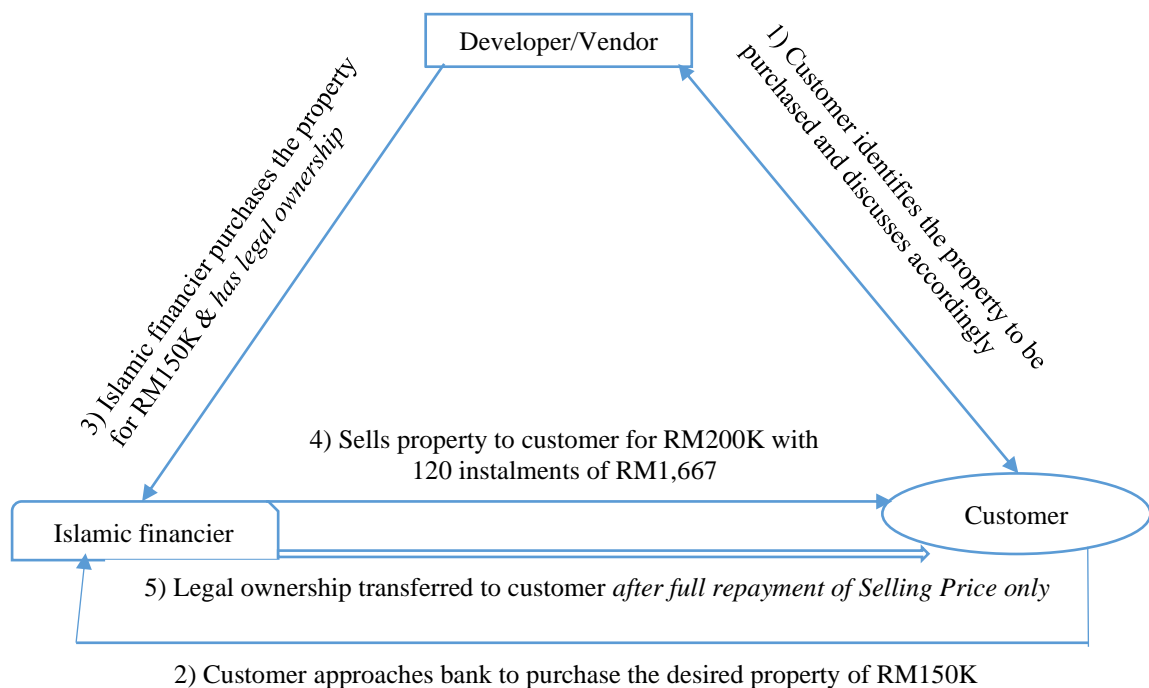 Developer/Vendor
1) Customer identifies the property to be
purchased and discusses accordingly
3) Islamic financier purchases the property
for RM150K & has legal ownership
4) Sells property to customer for RM200K with
120 instalments of RM1,667
Islamic financier
Customer
5) Legal ownership transferred to customer after full repayment of Selling Price only
2) Customer approaches bank to purchase the desired property of RM150K